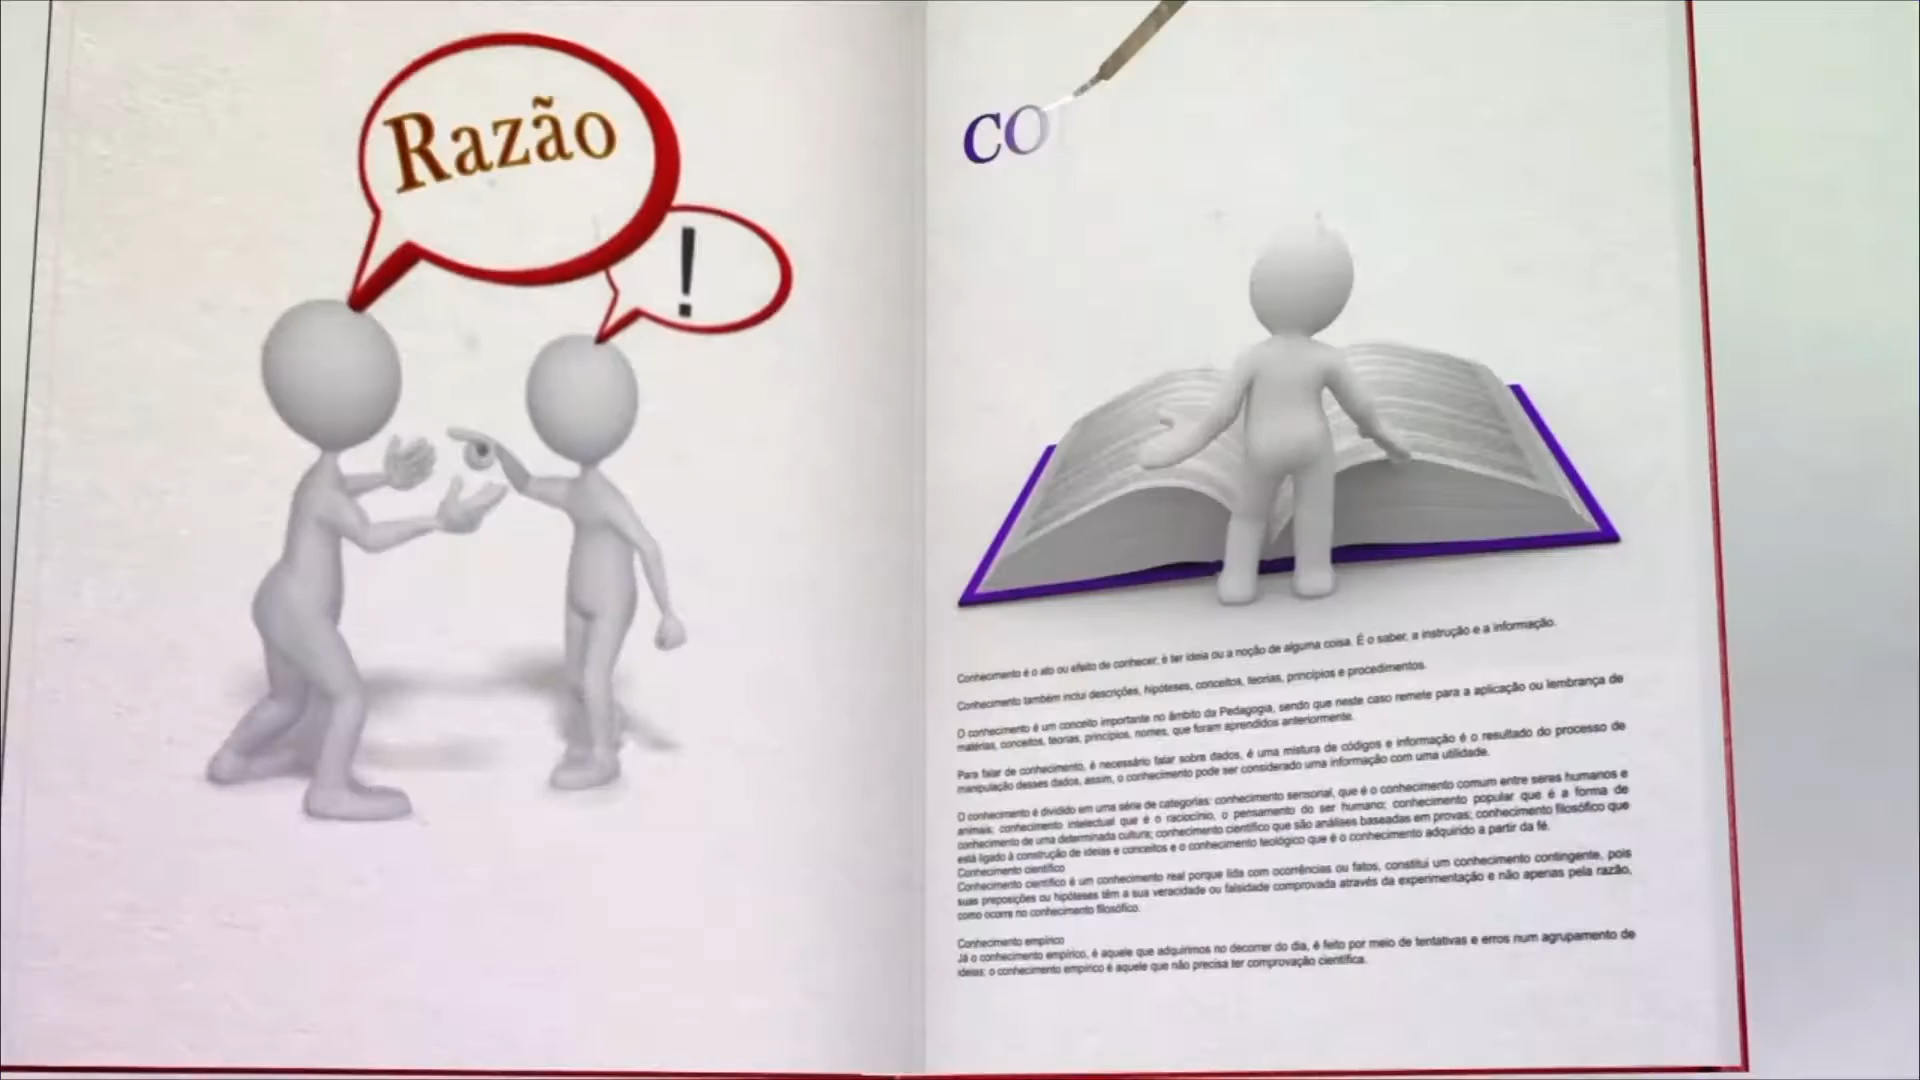 Razão
!
CO
Conhecimento é o ato ou efeito de conhecer, é ter ideia ou a noção de alguma coisa. É o saber, a instrução e a informação.
Conhecimento também inclui descrições, hipóteses, conceitos, teorias, princípios e procedimentos.
O conhecimento é um conceito importante no âmbito da Pedagogia, sendo que neste caso remete para a aplicação ou lembrança de
matérias, conceitos, teorias, princípios, nomes, que foram aprendidos anteriormente.
Para falar de conhecimento, é necessário falar sobre dados, é uma mistura de códigos e informação é o resultado do processo de
manipulação desses dados, assim, o conhecimento pode ser considerado uma informação com uma utilidade.
O conhecimento é dividido em uma série de categorias: conhecimento sensorial, que é o conhecimento comum entre seres humanos e
animais; conhecimento intelectual que é o raciocínio, o pensamento do ser humano; conhecimento popular que é a forma de
conhecimento de uma determinada cultura; conhecimento científico que são análises baseadas em provas; conhecimento filosófico que
está ligado à construção de ideias e conceitos e o conhecimento teológico que é o conhecimento adquirido a partir da fé.
Conhecimento científico
Conhecimento científico é um conhecimento real porque lida com ocorrências ou fatos, constitui um conhecimento contingente, pois
suas preposições ou hipóteses têm a sua veracidade ou falsidade comprovada através da experimentação e não apenas pela razão,
como ocorre no conhecimento filosófico.
Conhecimento empírico
Já o conhecimento empírico, é aquele que adquirimos no decorrer do dia, é feito por meio de tentativas e erros num agrupamento de
ideias; o conhecimento empírico é aquele que não precisa ter comprovação científica.